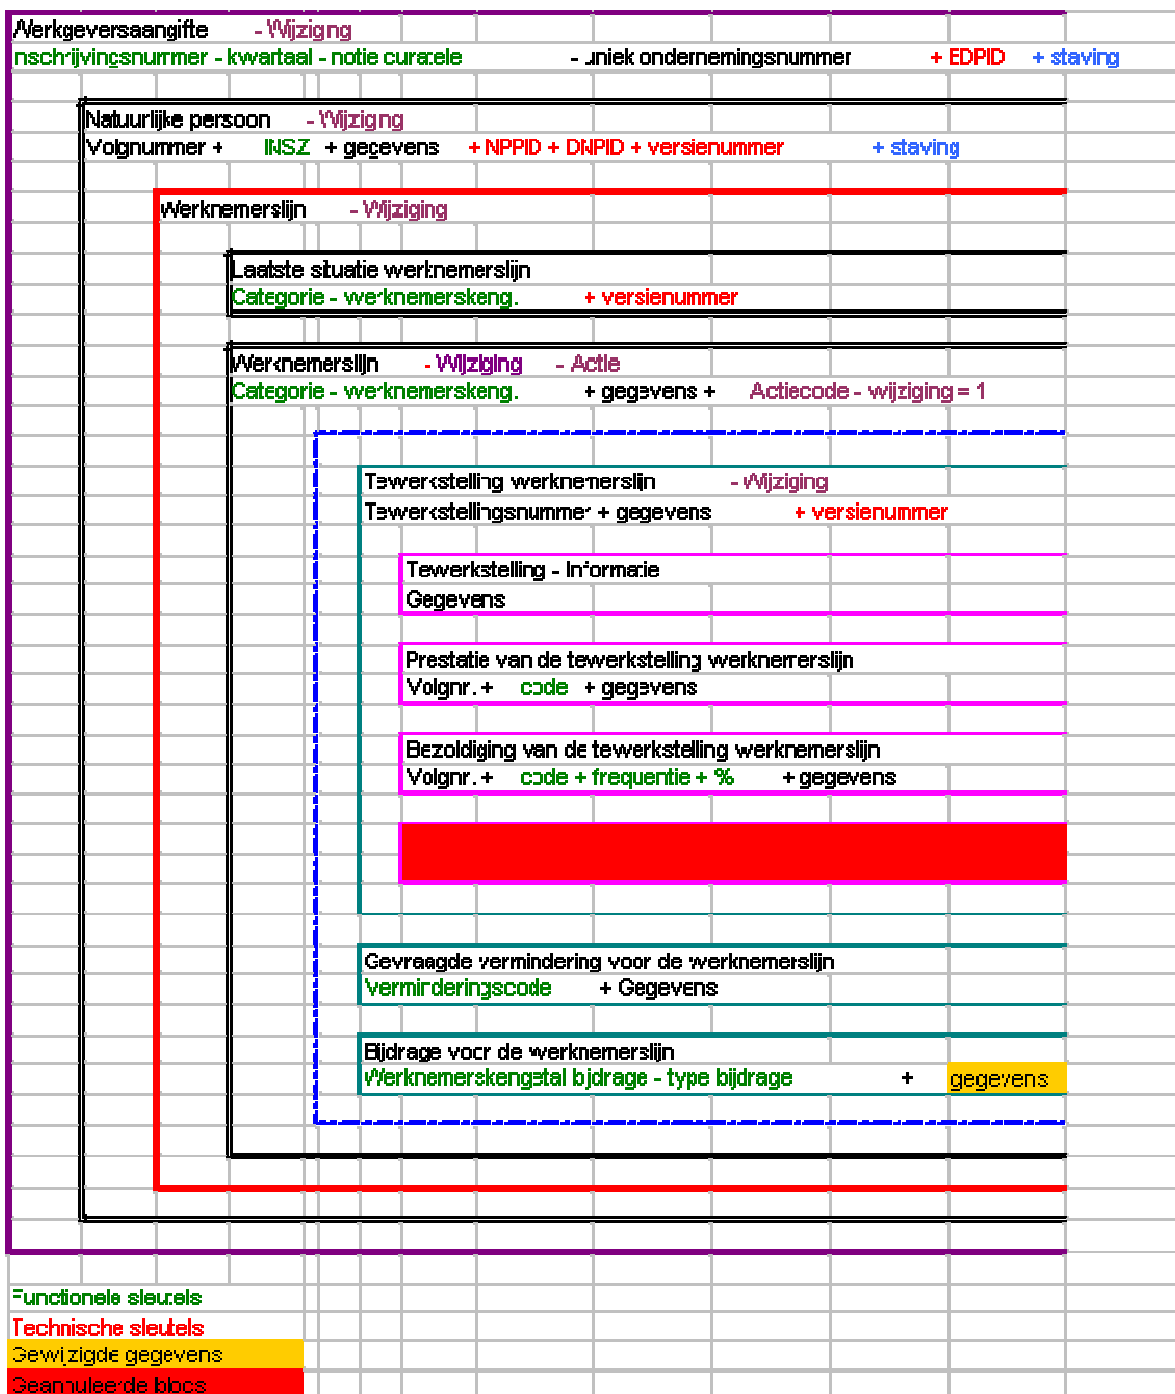 Werkgeversaangifte - Wijziging
Inschrijvingsnummer - kwartaal - notie curatele - uniek ondernemingsnummer + EDPID + staving
Natuurlijke persoon - Wijziging
Volgnummer + INSZ + gegevens + NPPID + DNPID + versienummer + staving
Werknemerslijn - Wijziging
Laatste situatie werknemerslijn
Categorie - werknemerskeng. + versienummer
Werknemerslijn - Wijziging - Actie
Categorie - werknemerskeng. + gegevens + Actiecode - wijziging = 1
Tewerkstelling werknemerslijn - Wijziging
Tewerkstellingsnummer + gegevens + versienummer
Tewerkstelling - Informatie
Gegevens
Prestatie van de tewerkstelling werknemerslijn
Volgnr. + code + gegevens
Bezoldiging van de tewerkstelling werknemerslijn
Volgnr. + code + frequentie + % + gegevens
Gevraagde vermindering voor de werknemerslijn
Verminderingscode + Gegevens
Bijdrage voor de werknemerslijn
Werknemerskengetal bijdrage - type bijdrage + gegevens
Functionele sleutels
Technische sleutels
Gewijzigde gegevens
Geannuleerde blocs